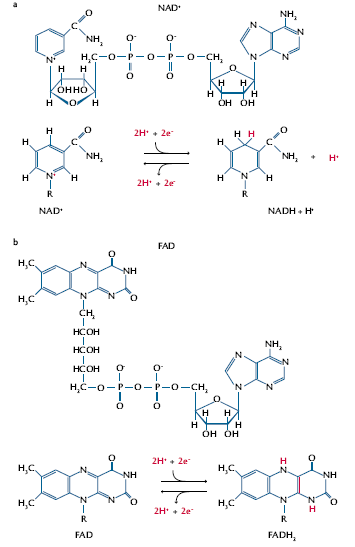 a
NAD⁺
O
C
NH₂
NH₂
N N
N⁺
O⁻ O⁻
N N
H H₂C O P O P O CH₂
H HO HO H
O O
O
H H
H H
O
OH OH
2H⁺ + 2e⁻
2H⁺ + 2e⁻
H O
H C
NH₂
H N⁺ H
R
NAD⁺
H H O
H C
NH₂
H N H
R
+ H⁺
NADH + H⁺
b
FAD
O
H₃C N NH
H₃C N N O
CH₂
HCOH
HCOH
HCOH
NH₂
N N
N N
O⁻ O⁻
H₂C O P O P O CH₂
O O
O
H H
H H
OH OH
2H⁺ + 2e⁻
2H⁺ + 2e⁻
O
H₃C N NH
H₃C N N O
R
FAD
H O
H₃C N NH
H₃C N N O
R H
FADH₂